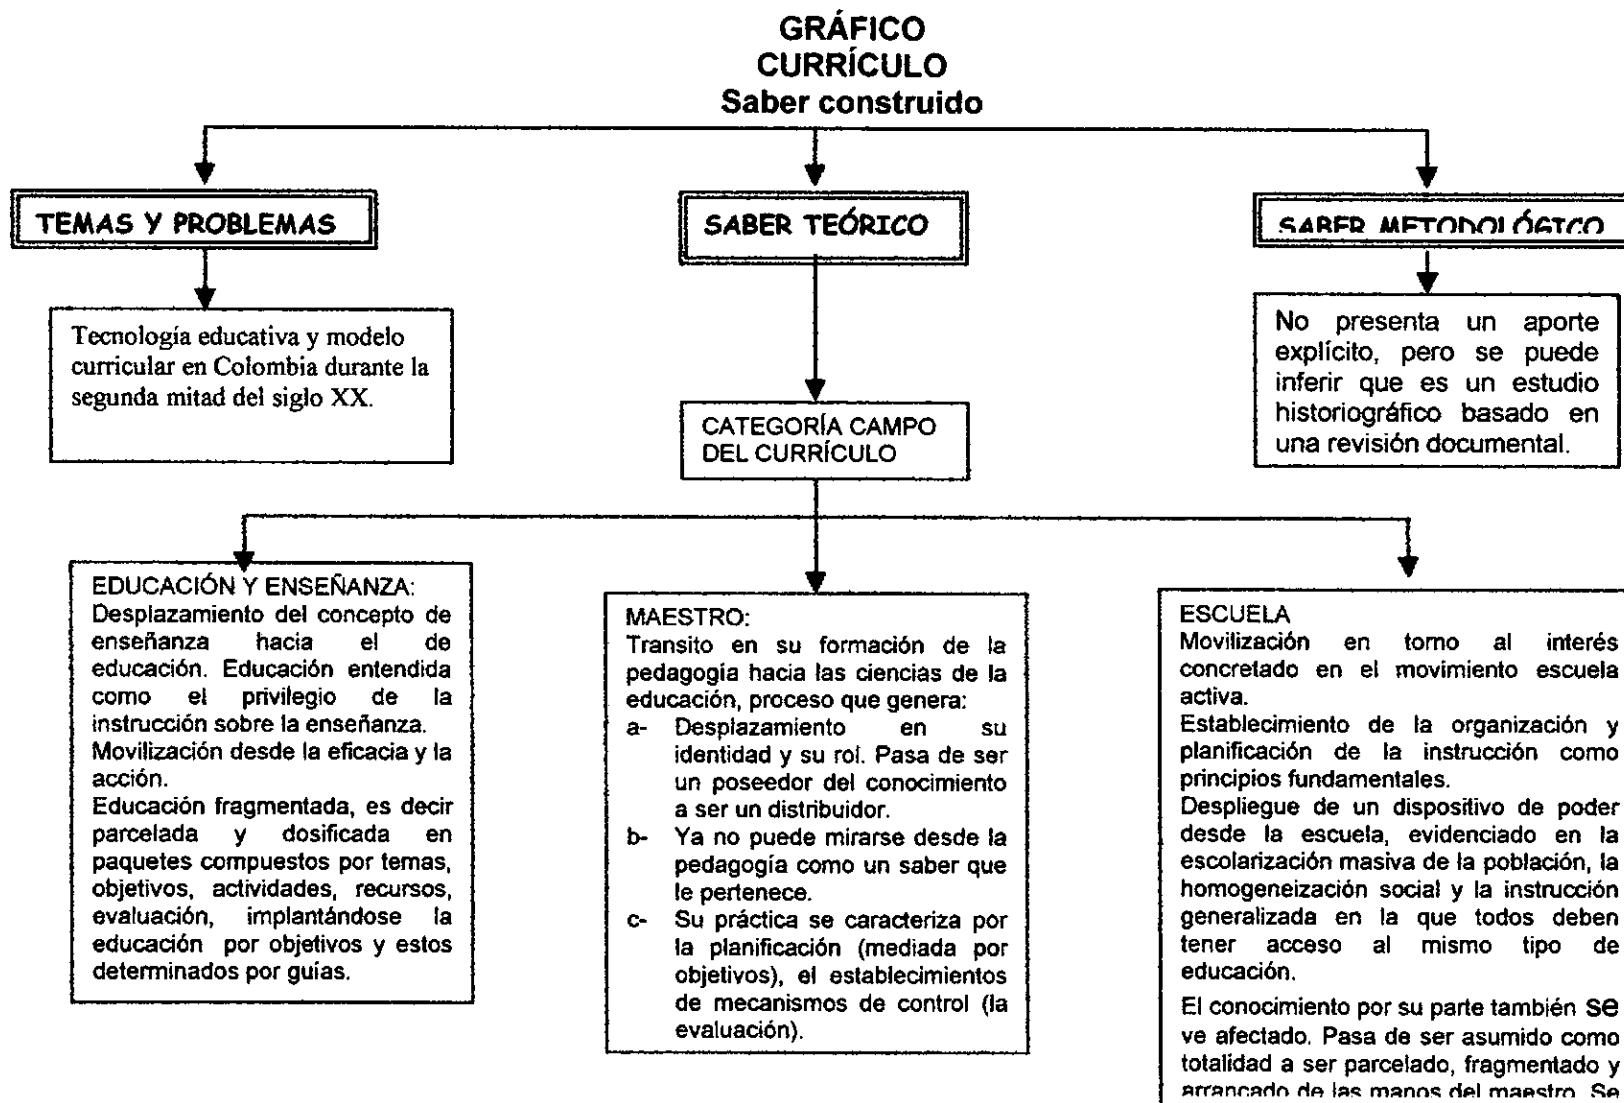 GRÁFICO
CURRÍCULO
Saber construido
TEMAS Y PROBLEMAS
SABER TEÓRICO
SABER METODOLÓGICO
Tecnología educativa y modelo
curricular en Colombia durante la
segunda mitad del siglo XX.
No presenta un aporte
explícito, pero se puede
inferir que es un estudio
historiográfico basado en
una revisión documental.
CATEGORÍA CAMPO
DEL CURRÍCULO
EDUCACIÓN Y ENSEÑANZA:
Desplazamiento del concepto de
enseñanza hacia el de
educación. Educación entendida
como el privilegio de la
instrucción sobre la enseñanza.
Movilización desde la eficacia y la
acción.
Educación fragmentada, es decir
parcelada y dosificada en
paquetes compuestos por temas,
objetivos, actividades, recursos,
evaluación, implantándose la
educación por objetivos y estos
determinados por guías.
MAESTRO:
Transito en su formación de la
pedagogía hacia las ciencias de la
educación, proceso que genera:
a- Desplazamiento en su
identidad y su rol. Pasa de ser
un poseedor del conocimiento
a ser un distribuidor.
b- Ya no puede mirarse desde la
pedagogía como un saber que
le pertenece.
c- Su práctica se caracteriza por
la planificación (mediada por
objetivos), el establecimientos
de mecanismos de control (la
evaluación).
ESCUELA
Movilización en torno al interés
concretado en el movimiento escuela
activa.
Establecimiento de la organización y
planificación de la instrucción como
principios fundamentales.
Despliegue de un dispositivo de poder
desde la escuela, evidenciado en la
escolarización masiva de la población, la
homogeneización social y la instrucción
generalizada en la que todos deben
tener acceso al mismo tipo de
educación.
El conocimiento por su parte también se
ve afectado. Pasa de ser asumido como
totalidad a ser parcelado, fragmentado y
arrancado de las manos del maestro. Se